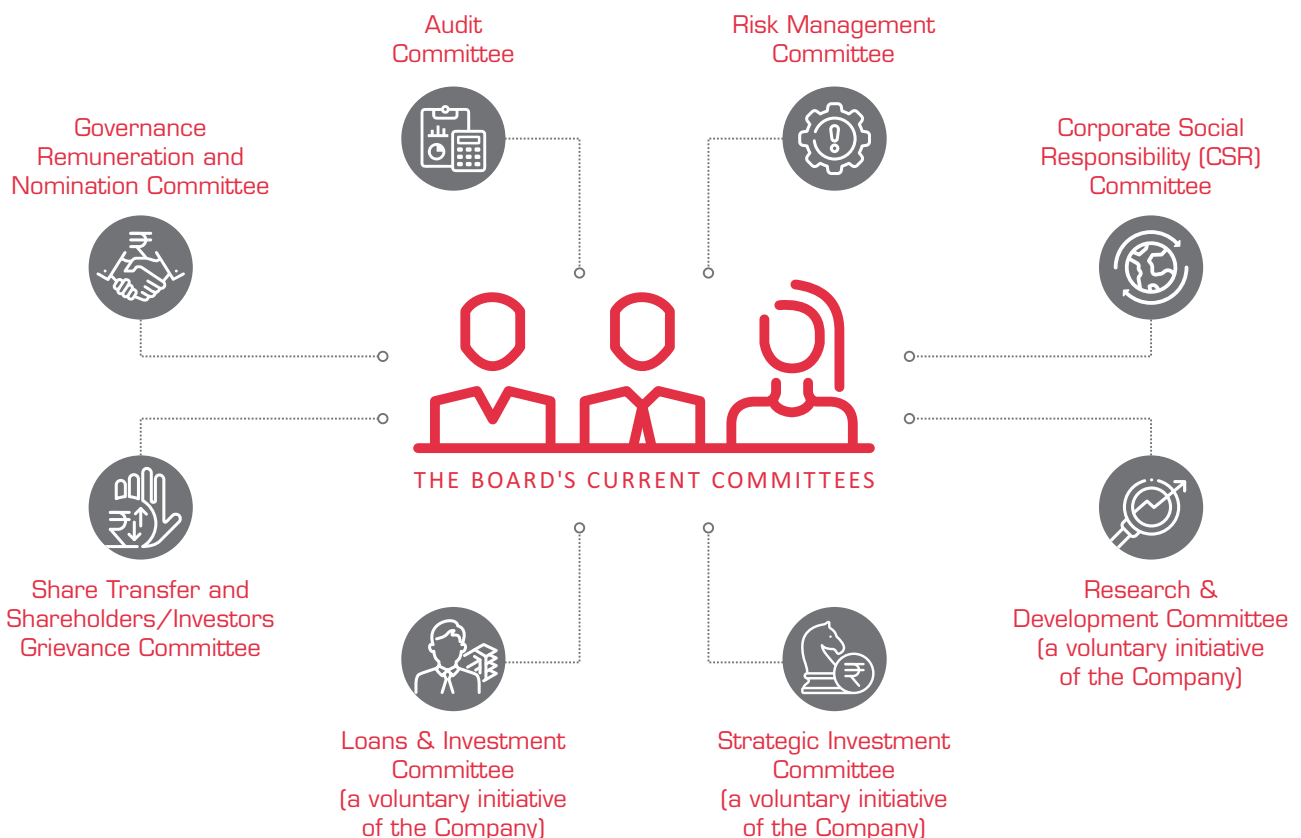 Audit
Committee
Risk Management
Committee
Governance
Remuneration and
Nomination Committee
Corporate Social
Responsibility (CSR)
Committee
THE BOARD'S CURRENT COMMITTEES
Share Transfer and
Shareholders/Investors
Grievance Committee
Research &
Development Committee
(a voluntary initiative
of the Company)
Loans & Investment
Committee
(a voluntary initiative
of the Company)
Strategic Investment
Committee
(a voluntary initiative
of the Company)